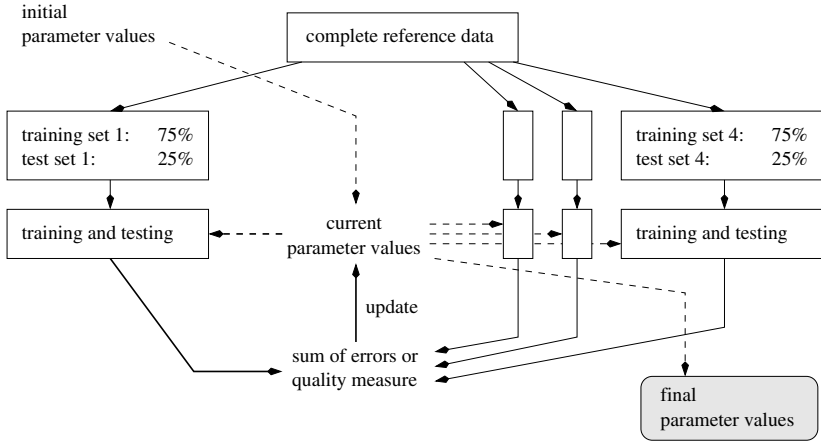 initial
parameter values
complete reference data
training set 1: 75%
test set 1: 25%
training set 4: 75%
test set 4: 25%
training and testing
current
parameter values
training and testing
update
sum of errors or
quality measure
final
parameter values